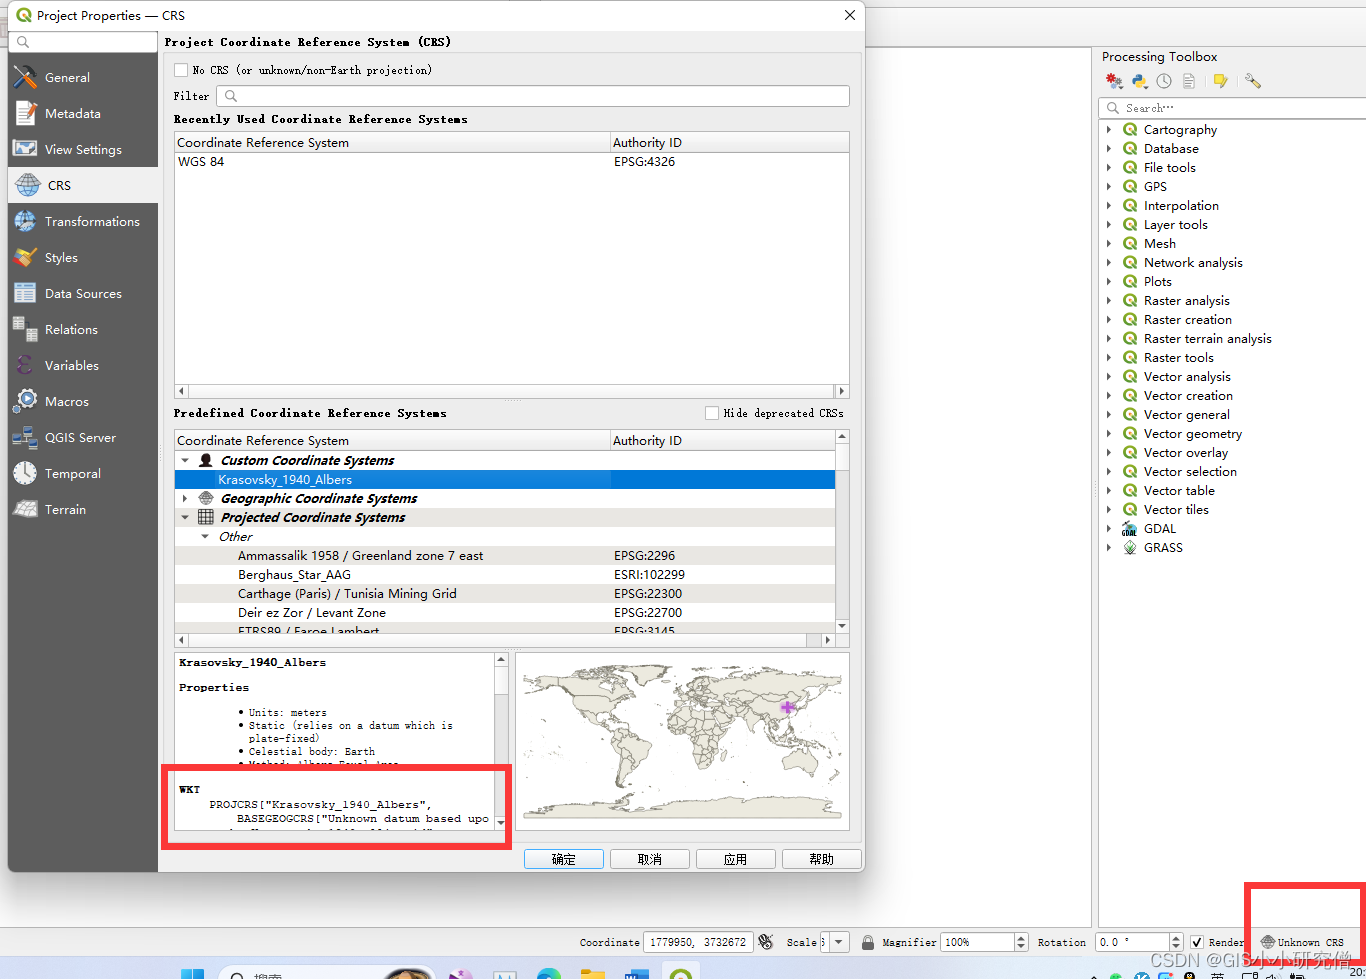 Project Properties — CRS
General
Metadata
View Settings
CRS
Transformations
Styles
Data Sources
Relations
Variables
Macros
QGIS Server
Temporal
Terrain
Project Coordinate Reference System (CRS)
No CRS (or unknown/non-Earth projection)
Filter
Recently Used Coordinate Reference Systems
Coordinate Reference System Authority ID
WGS 84 EPSG:4326
Predefined Coordinate Reference Systems
Hide deprecated CRSs
Coordinate Reference System Authority ID
Custom Coordinate Systems
Krasovsky_1940_Albers
Geographic Coordinate Systems
Projected Coordinate Systems
Other
Ammassalik 1958 / Greenland zone 7 east EPSG:2296
Berghaus_Star_AAG ESRI:102299
Carthage (Paris) / Tunisia Mining Grid EPSG:22300
Deir ez Zor / Levant Zone EPSG:22700
ETRS89 / Faroe Lambert EPSG:3145
Krasovsky_1940_Albers
Properties
• Units: meters
• Static (relies on a datum which is
plate-fixed)
• Celestial body: Earth
• Method: Albers Equal Area
WKT
PROJCRS["Krasovsky_1940_Albers",
BASEGEOGCRS["Unknown datum based upo
确定
取消
应用
帮助
Processing Toolbox
Search…
Cartography
Database
File tools
GPS
Interpolation
Layer tools
Mesh
Network analysis
Plots
Raster analysis
Raster creation
Raster terrain analysis
Raster tools
Vector analysis
Vector creation
Vector general
Vector geometry
Vector overlay
Vector selection
Vector table
Vector tiles
GDAL
GRASS
Coordinate 1779950, 3732672 Scale Magnifier 100% Rotation 0.0 ° Render Unknown CRS
CSDN @GIS小小研究僧
搜索
英
20: